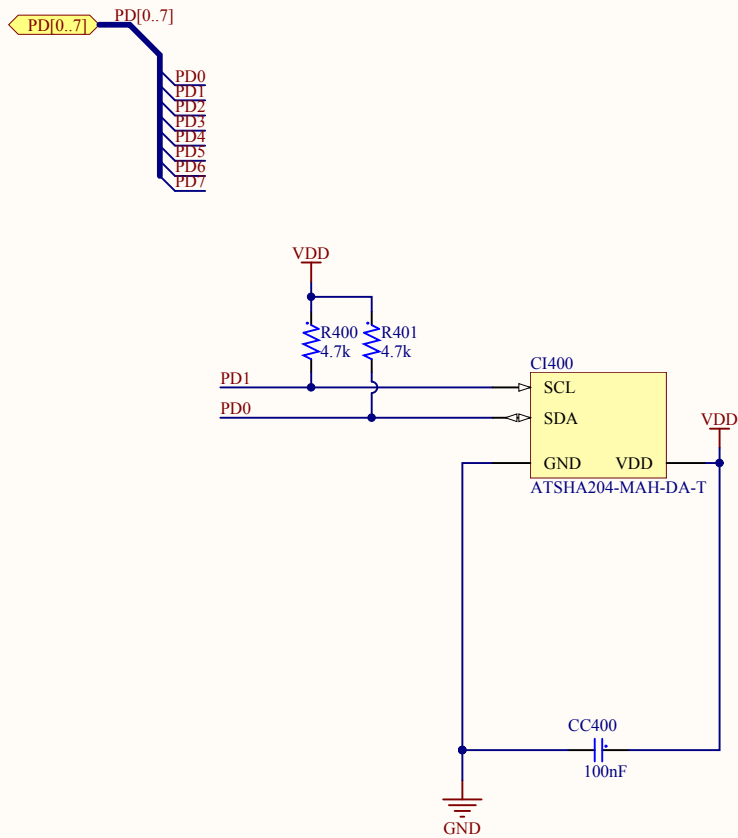 PD[0..7]
PD[0..7]
PD0
PD1
PD2
PD3
PD4
PD5
PD6
PD7
VDD
R400
4.7k
R401
4.7k
PD1
PD0
CI400
SCL
SDA
GND
VDD
ATSHA204-MAH-DA-T
VDD
CC400
100nF
GND